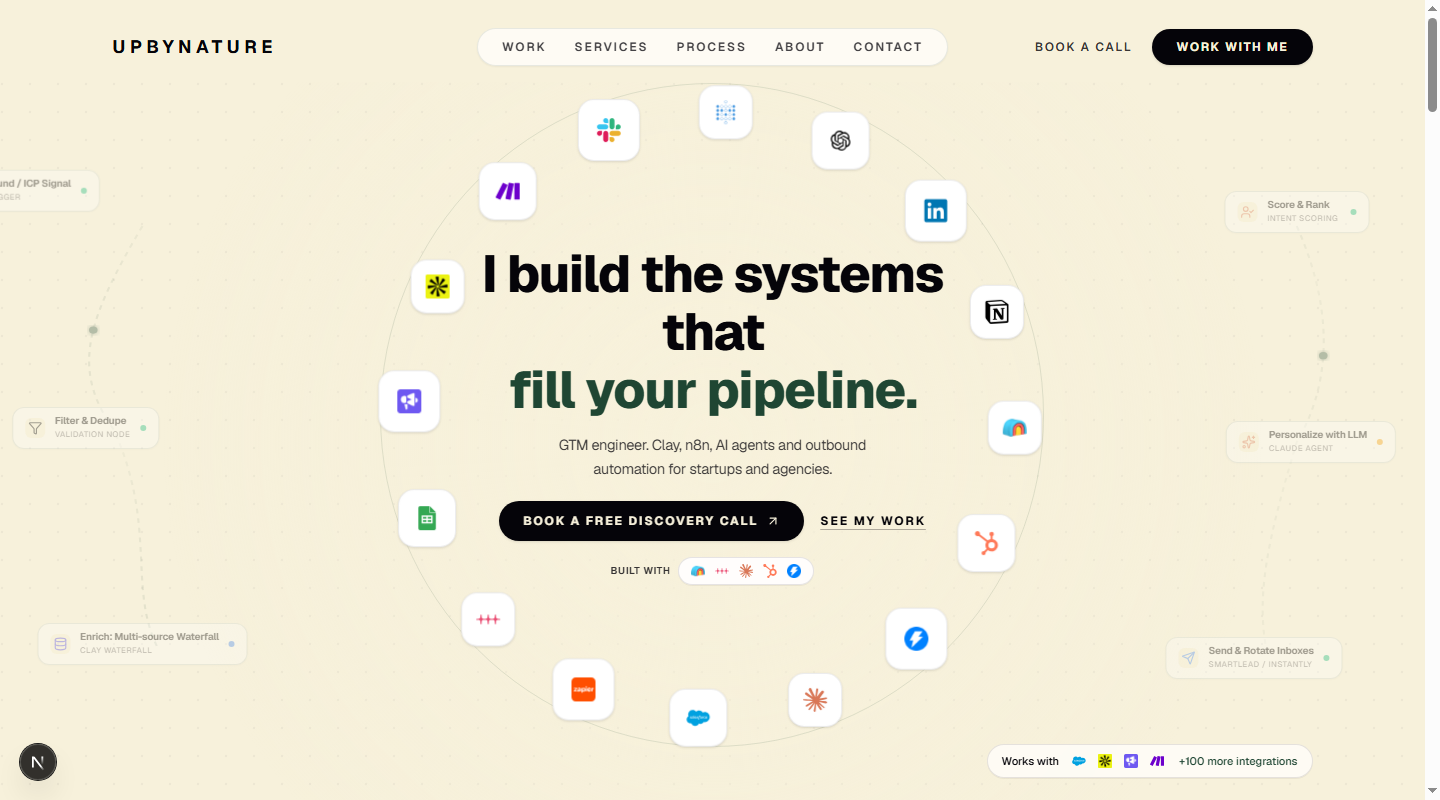 UPBYNATURE
WORK SERVICES PROCESS ABOUT CONTACT
BOOK A CALL
WORK WITH ME
und / ICP Signal
GGER
Score & Rank
INTENT SCORING
I build the systems
that
fill your pipeline.
Filter & Dedupe
VALIDATION NODE
Personalize with LLM
CLAUDE AGENT
GTM engineer. Clay, n8n, AI agents and outbound
automation for startups and agencies.
BOOK A FREE DISCOVERY CALL
SEE MY WORK
BUILT WITH
Enrich: Multi-source Waterfall
CLAY WATERFALL
Send & Rotate Inboxes
SMARTLEAD / INSTANTLY
zapier
salesforce
Works with
+100 more integrations